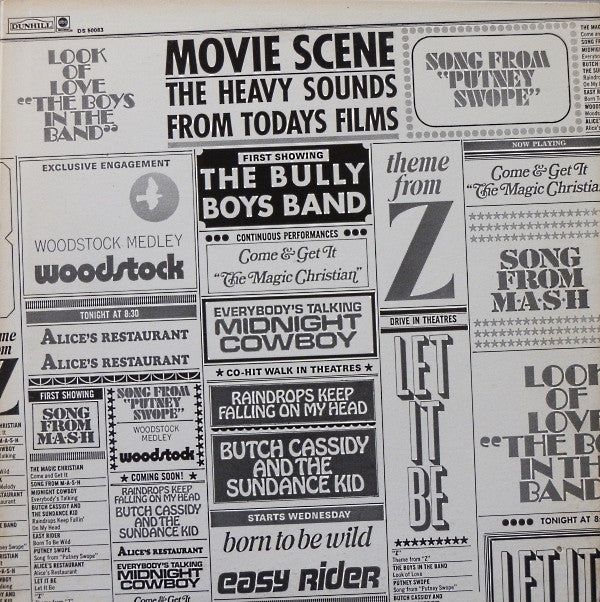 DUNHILL
abc
DS 50083
LOOK
OF
LOVE
"THE BOYS
IN THE
BAND"
MOVIE SCENE
THE HEAVY SOUNDS
FROM TODAYS FILMS
SONG FROM
"PUTNEY
SWOPE"
EXCLUSIVE ENGAGEMENT
WOODSTOCK MEDLEY
woodstock
TONIGHT AT 8:30
ALICE'S RESTAURANT
ALICE'S RESTAURANT
FIRST SHOWING
SONG
FROM
M·A·S·H
THE MAGIC CHRISTIAN
Come and Get It
SONG FROM M-A-S-H
MIDNIGHT COWBOY
Everybody's Talking
BUTCH CASSIDY AND
THE SUNDANCE KID
Raindrops Keep Fallin'
On My Head
EASY RIDER
Born To Be Wild
PUTNEY SWOPE
Song from "Putney Swope"
ALICE'S RESTAURANT
Alice's Restaurant
LET IT BE
Let It Be
SONG FROM
"PUTNEY
SWOPE"
WOODSTOCK
MEDLEY
woodstock
COMING SOON!
RAINDROPS KEEP
FALLING ON MY HEAD
BUTCH CASSIDY
AND THE
SUNDANCE KID
ALICE'S RESTAURANT
EVERYBODY'S TALKING
MIDNIGHT
COWBOY
Come & Get It
FIRST SHOWING
THE BULLY
BOYS BAND
CONTINUOUS PERFORMANCES
Come & Get It
"The Magic Christian"
EVERYBODY'S TALKING
MIDNIGHT
COWBOY
CO-HIT WALK IN THEATRES
RAINDROPS KEEP
FALLING ON MY HEAD
BUTCH CASSIDY
AND THE
SUNDANCE KID
STARTS WEDNESDAY
born to be wild
easy rider
theme
from
Z
DRIVE IN THEATRES
LET
IT
BE
"Z"
Theme from "Z"
THE BOYS IN THE BAND
Look of Love
PUTNEY SWOPE
Song from "Putney Swope"
BUTCH CASSIDY AND
NOW PLAYING
Come & Get It
"The Magic Christia
SONG
FROM
M·A·S·H
LOOK
OF
LOVE
"THE BO
IN TH
BAND
TONIGHT AT 8:
LET IT